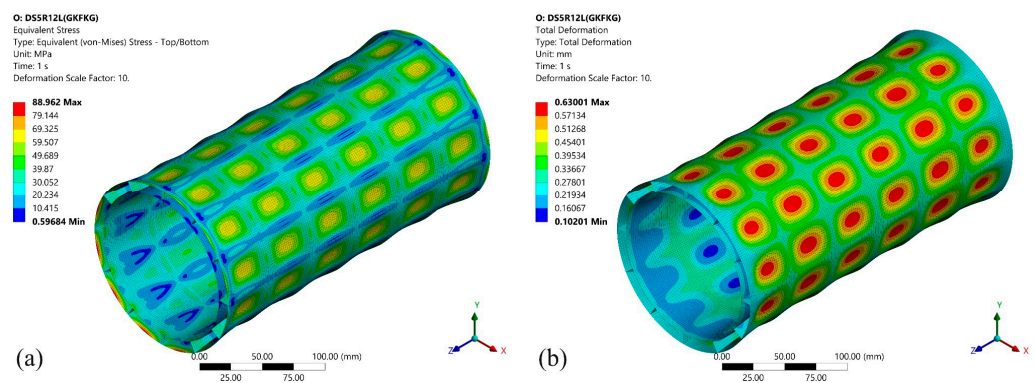 O: DS5R12L(GKFKG)
Equivalent Stress
Type: Equivalent (von-Mises) Stress - Top/Bottom
Unit: MPa
Time: 1 s
Deformation Scale Factor: 10.
88.962 Max
79.144
69.325
59.507
49.689
39.87
30.052
20.234
10.415
0.59684 Min
(a)
0.00 50.00 100.00 (mm)
25.00 75.00
Y
Z X
O: DS5R12L(GKFKG)
Total Deformation
Type: Total Deformation
Unit: mm
Time: 1 s
Deformation Scale Factor: 10.
0.63001 Max
0.57134
0.51268
0.45401
0.39534
0.33667
0.27801
0.21934
0.16067
0.10201 Min
(b)
0.00 50.00 100.00 (mm)
25.00 75.00
Y
Z X